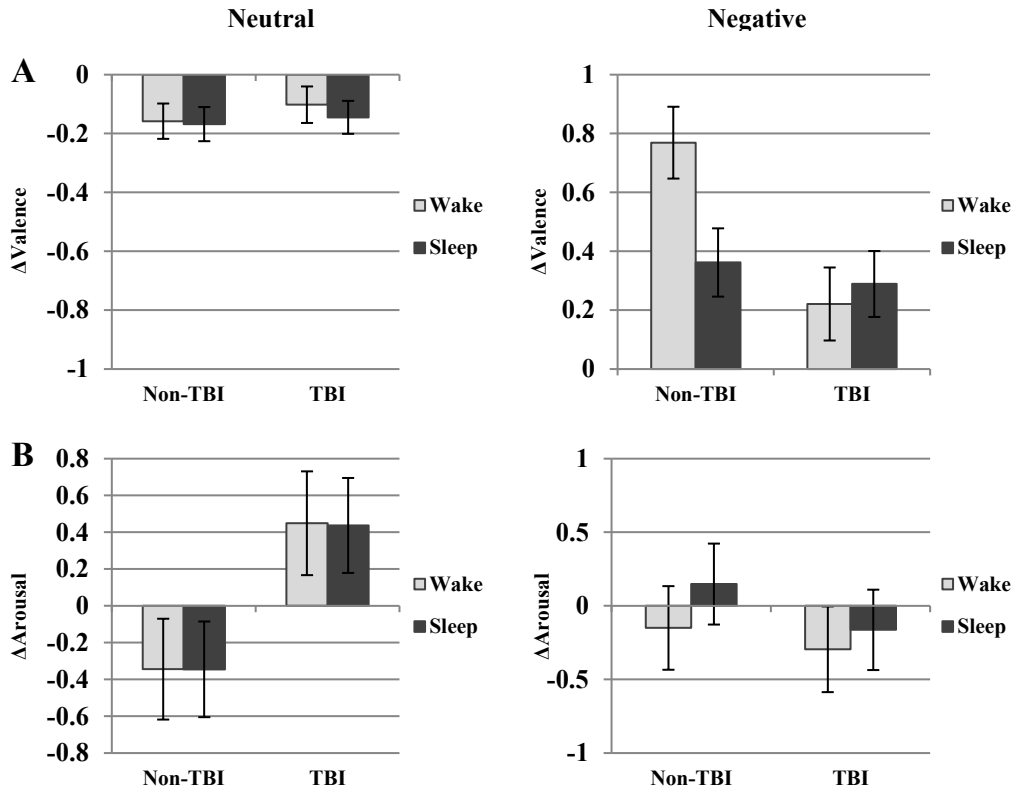 Neutral
Negative
A
0
-0.2
-0.4
-0.6
-0.8
-1
ΔValence
Non-TBI
TBI
Wake
Sleep
1
0.8
0.6
0.4
0.2
0
ΔValence
Non-TBI
TBI
Wake
Sleep
B
0.8
0.6
0.4
0.2
0
-0.2
-0.4
-0.6
-0.8
ΔArousal
Non-TBI
TBI
Wake
Sleep
1
0.5
0
-0.5
-1
ΔArousal
Non-TBI
TBI
Wake
Sleep